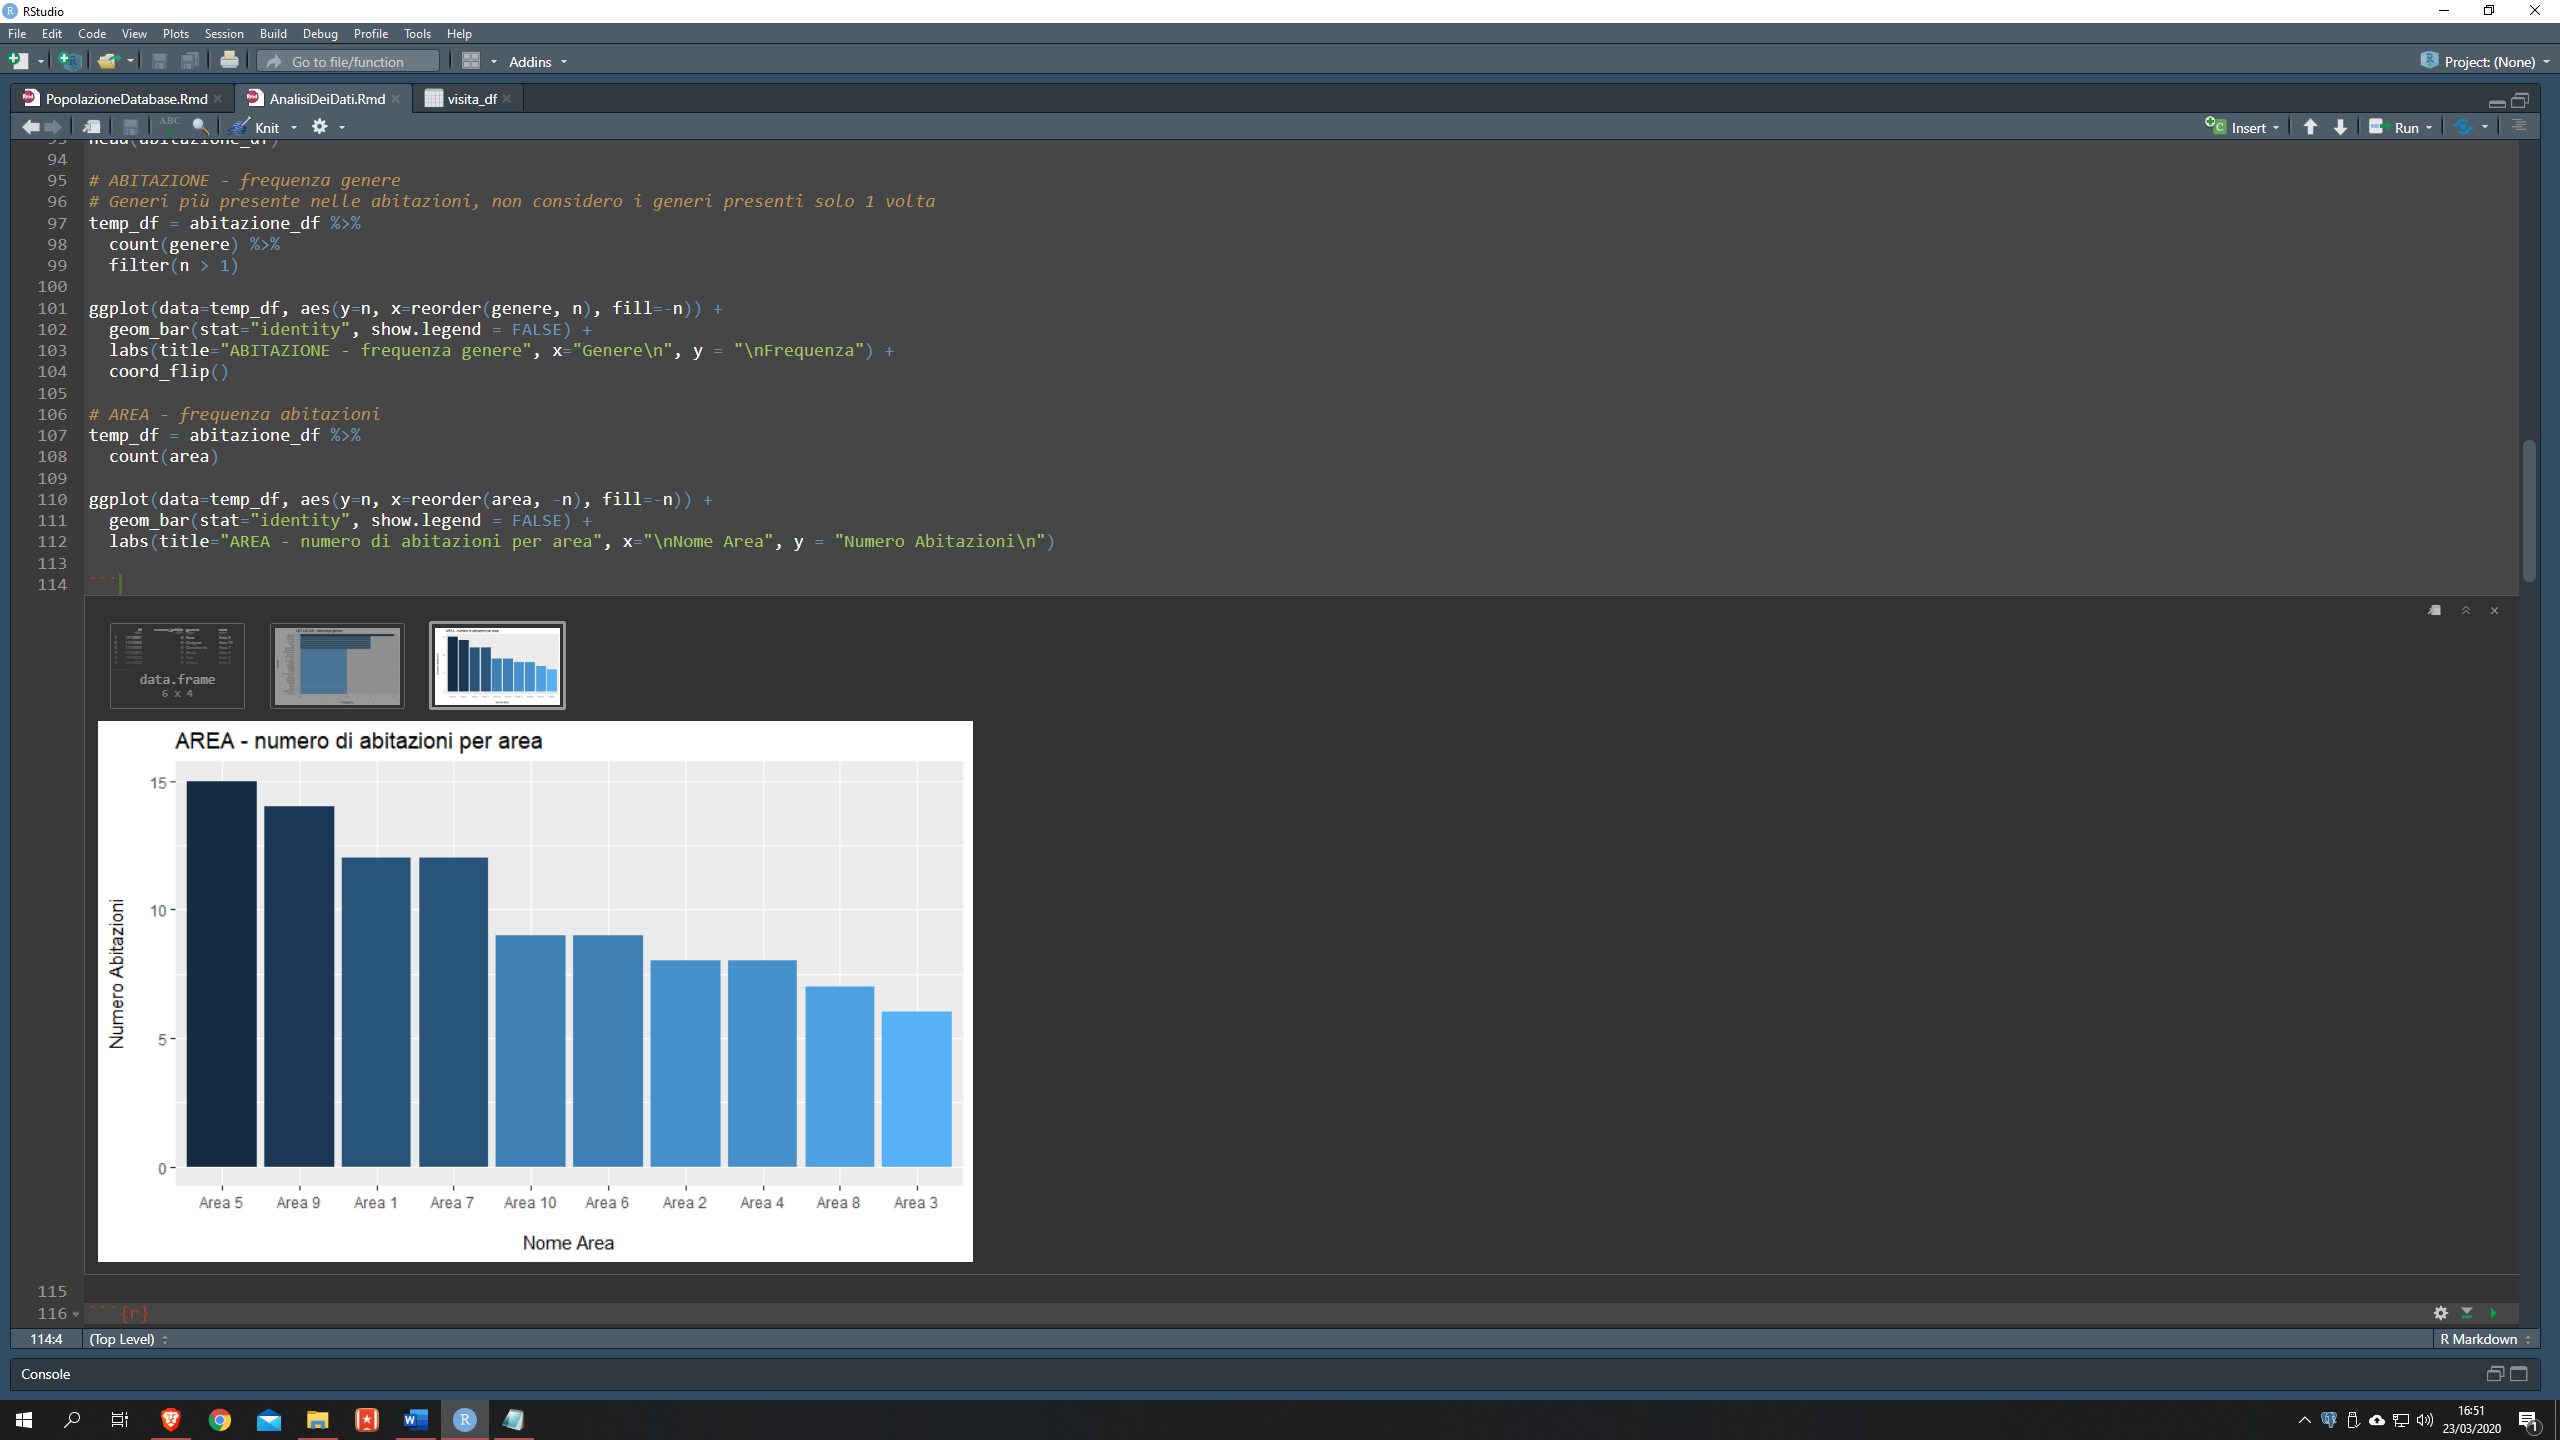 RStudio
File Edit Code View Plots Session Build Debug Profile Tools Help
Go to file/function Addins Project: (None)
PopolazioneDatabase.Rmd AnalisiDeiDati.Rmd visita_df
ABC Knit Insert Run
93 head(abitazione_df)
94
95 # ABITAZIONE - frequenza genere
96 # Generi più presente nelle abitazioni, non considero i generi presenti solo 1 volta
97 temp_df = abitazione_df %>%
98 count(genere) %>%
99 filter(n > 1)
100
101 ggplot(data=temp_df, aes(y=n, x=reorder(genere, n), fill=-n)) +
102 geom_bar(stat="identity", show.legend = FALSE) +
103 labs(title="ABITAZIONE - frequenza genere", x="Genere\n", y = "\nFrequenza") +
104 coord_flip()
105
106 # AREA - frequenza abitazioni
107 temp_df = abitazione_df %>%
108 count(area)
109
110 ggplot(data=temp_df, aes(y=n, x=reorder(area, -n), fill=-n)) +
111 geom_bar(stat="identity", show.legend = FALSE) +
112 labs(title="AREA - numero di abitazioni per area", x="\nNome Area", y = "Numero Abitazioni\n")
113
114 ```
data.frame
6 x 4
AREA - numero di abitazioni per area
Numero Abitazioni
15
10
5
0
Area 5 Area 9 Area 1 Area 7 Area 10 Area 6 Area 2 Area 4 Area 8 Area 3
Nome Area
115
116 ```{r}
114:4 (Top Level) R Markdown
Console
16:51
23/03/2020
1